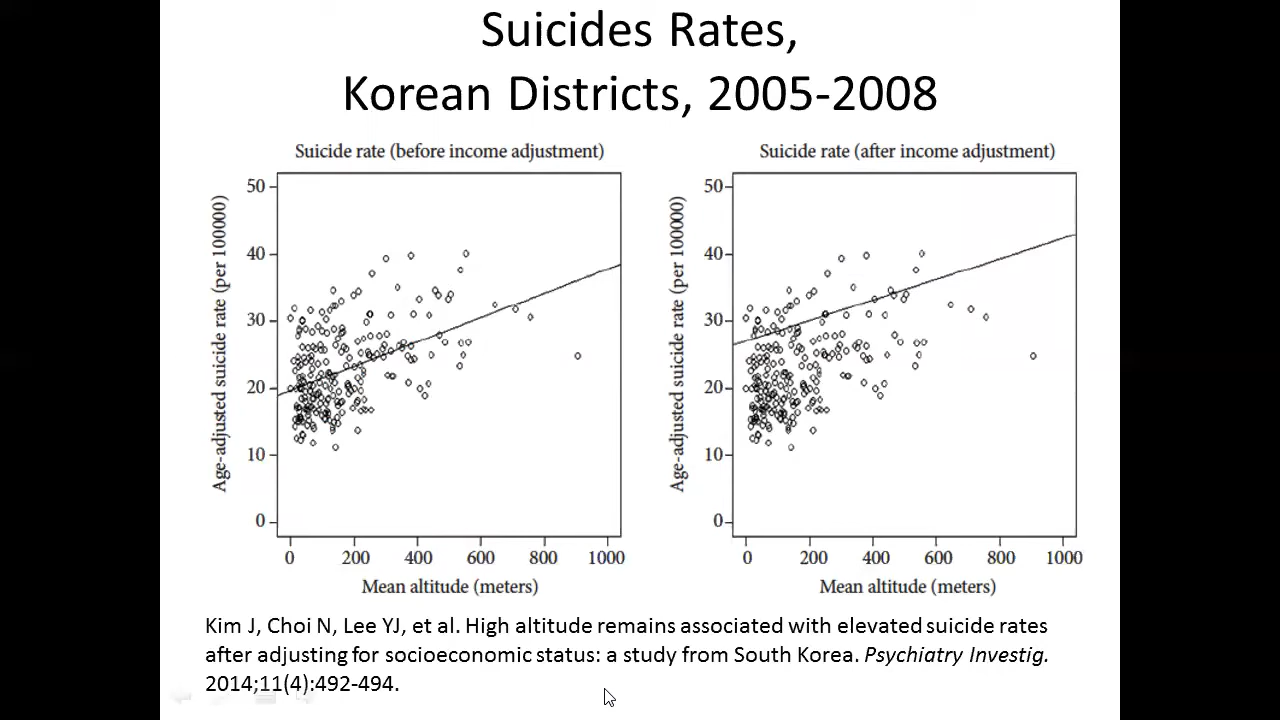 Suicides Rates,
Korean Districts, 2005-2008
Suicide rate (before income adjustment)
Age-adjusted suicide rate (per 100000)
50
40
30
20
10
0
0 200 400 600 800 1000
Mean altitude (meters)
Suicide rate (after income adjustment)
Age-adjusted suicide rate (per 100000)
50
40
30
20
10
0
0 200 400 600 800 1000
Mean altitude (meters)
Kim J, Choi N, Lee YJ, et al. High altitude remains associated with elevated suicide rates
after adjusting for socioeconomic status: a study from South Korea. Psychiatry Investig.
2014;11(4):492-494.